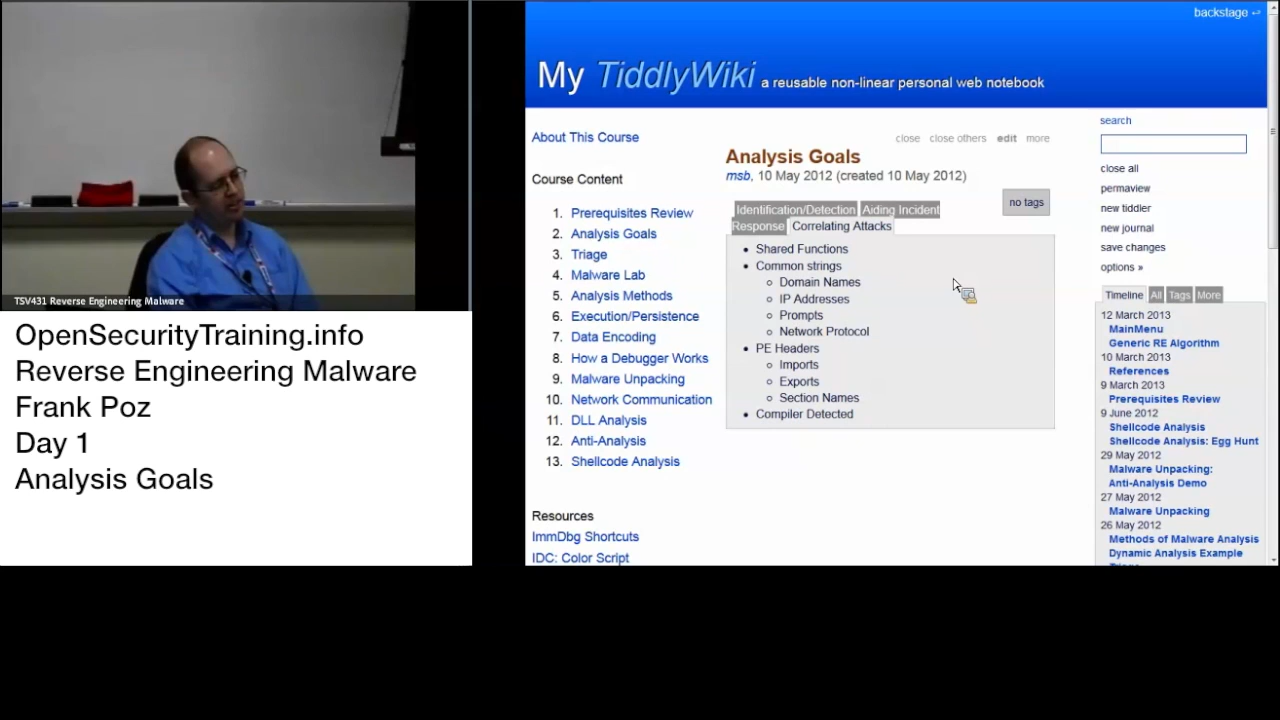 TSV431 Reverse Engineering Malware
OpenSecurityTraining.info
Reverse Engineering Malware
Frank Poz
Day 1
Analysis Goals
backstage
My TiddlyWiki a reusable non-linear personal web notebook
About This Course
Course Content
1. Prerequisites Review
2. Analysis Goals
3. Triage
4. Malware Lab
5. Analysis Methods
6. Execution/Persistence
7. Data Encoding
8. How a Debugger Works
9. Malware Unpacking
10. Network Communication
11. DLL Analysis
12. Anti-Analysis
13. Shellcode Analysis
Resources
ImmDbg Shortcuts
IDC: Color Script
close close others edit more
Analysis Goals
msb, 10 May 2012 (created 10 May 2012)
no tags
Identification/Detection Aiding Incident
Response Correlating Attacks
Shared Functions
Common strings
Domain Names
IP Addresses
Prompts
Network Protocol
PE Headers
Imports
Exports
Section Names
Compiler Detected
search
close all
permaview
new tiddler
new journal
save changes
options »
Timeline All Tags More
12 March 2013
MainMenu
Generic RE Algorithm
10 March 2013
References
9 March 2013
Prerequisites Review
9 June 2012
Shellcode Analysis
Shellcode Analysis: Egg Hunt
29 May 2012
Malware Unpacking:
Anti-Analysis Demo
27 May 2012
Malware Unpacking
26 May 2012
Methods of Malware Analysis
Dynamic Analysis Example